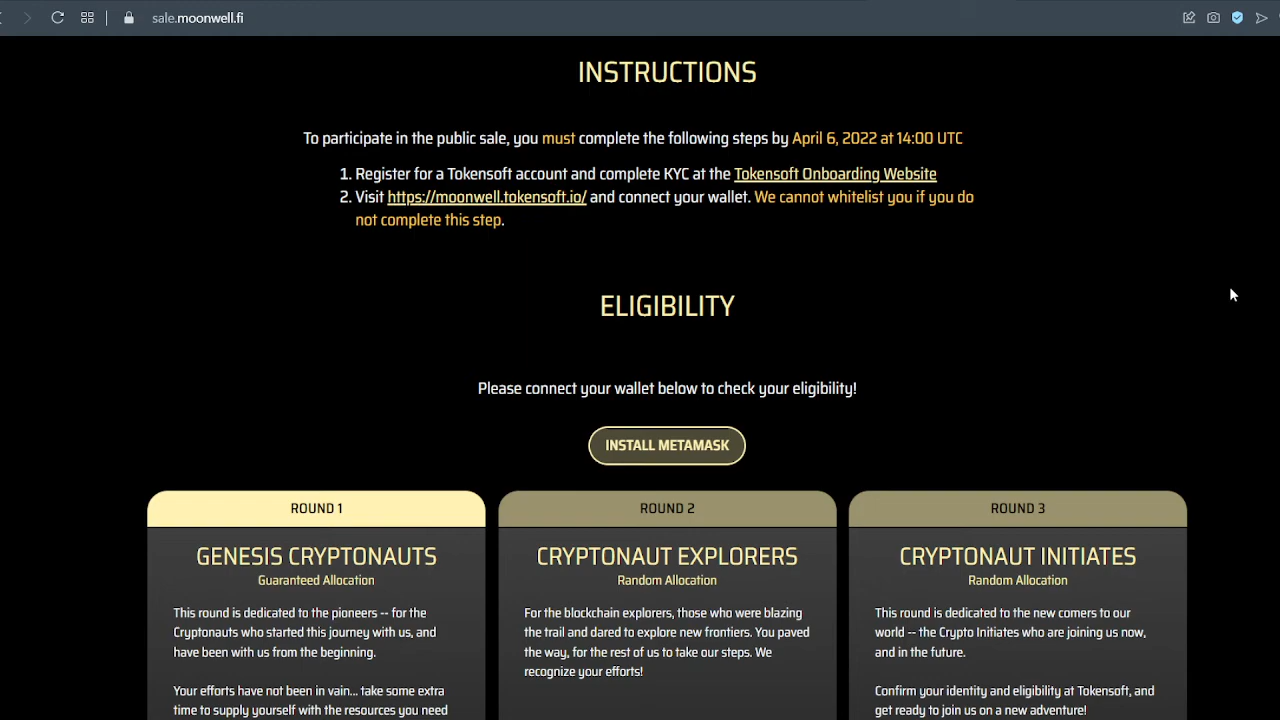 sale.moonwell.fi
INSTRUCTIONS
To participate in the public sale, you must complete the following steps by April 6, 2022 at 14:00 UTC
1. Register for a Tokensoft account and complete KYC at the Tokensoft Onboarding Website
2. Visit https://moonwell.tokensoft.io/ and connect your wallet. We cannot whitelist you if you do
not complete this step.
ELIGIBILITY
Please connect your wallet below to check your eligibility!
INSTALL METAMASK
ROUND 1
GENESIS CRYPTONAUTS
Guaranteed Allocation
This round is dedicated to the pioneers -- for the
Cryptonauts who started this journey with us, and
have been with us from the beginning.
Your efforts have not been in vain... take some extra
time to supply yourself with the resources you need
ROUND 2
CRYPTONAUT EXPLORERS
Random Allocation
For the blockchain explorers, those who were blazing
the trail and dared to explore new frontiers. You paved
the way, for the rest of us to take our steps. We
recognize your efforts!
ROUND 3
CRYPTONAUT INITIATES
Random Allocation
This round is dedicated to the new comers to our
world -- the Crypto Initiates who are joining us now,
and in the future.
Confirm your identity and eligibility at Tokensoft, and
get ready to join us on a new adventure!